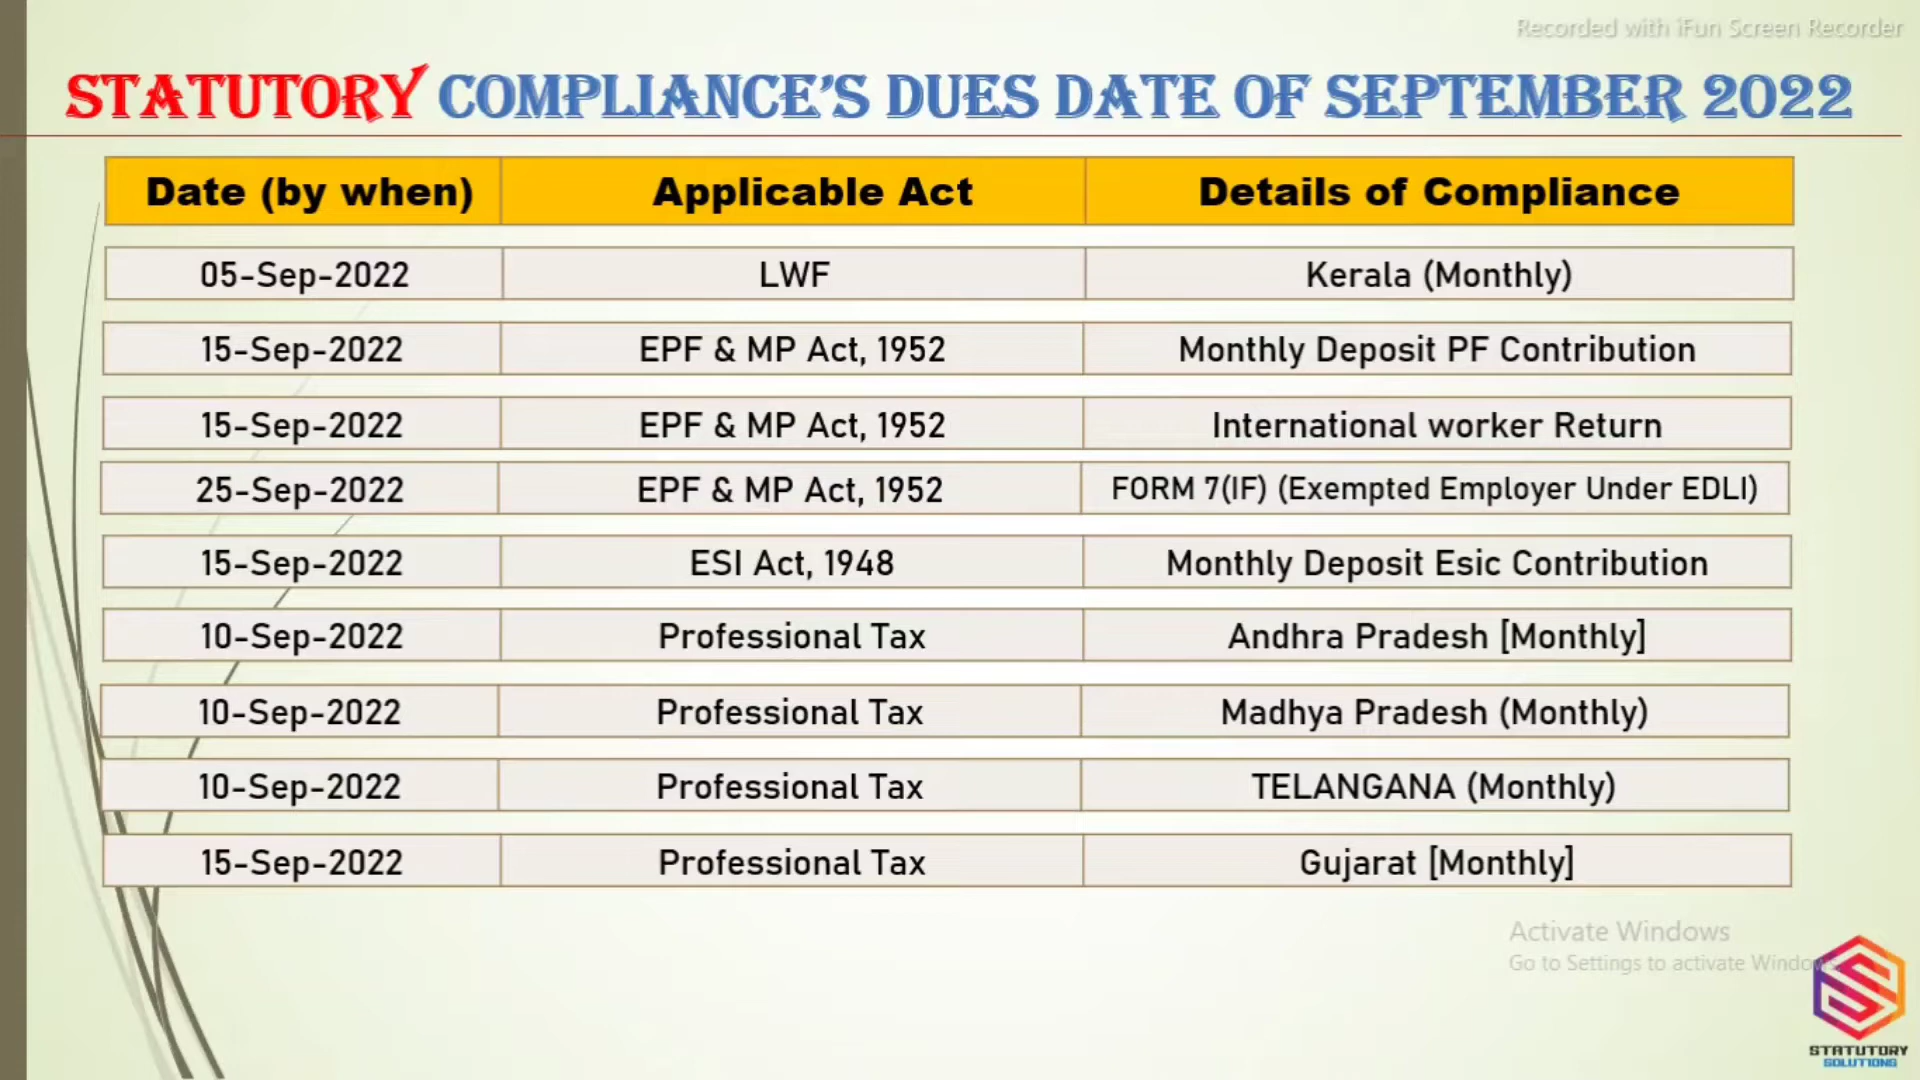 Recorded with iFun Screen Recorder
STATUTORY COMPLIANCE'S DUES DATE OF SEPTEMBER 2022
Date (by when) Applicable Act Details of Compliance
05-Sep-2022 LWF Kerala (Monthly)
15-Sep-2022 EPF & MP Act, 1952 Monthly Deposit PF Contribution
15-Sep-2022 EPF & MP Act, 1952 International worker Return
25-Sep-2022 EPF & MP Act, 1952 FORM 7(IF) (Exempted Employer Under EDLI)
15-Sep-2022 ESI Act, 1948 Monthly Deposit Esic Contribution
10-Sep-2022 Professional Tax Andhra Pradesh [Monthly]
10-Sep-2022 Professional Tax Madhya Pradesh (Monthly)
10-Sep-2022 Professional Tax TELANGANA (Monthly)
15-Sep-2022 Professional Tax Gujarat [Monthly]
Activate Windows
Go to Settings to activate Windows.
STATUTORY
SOLUTIONS